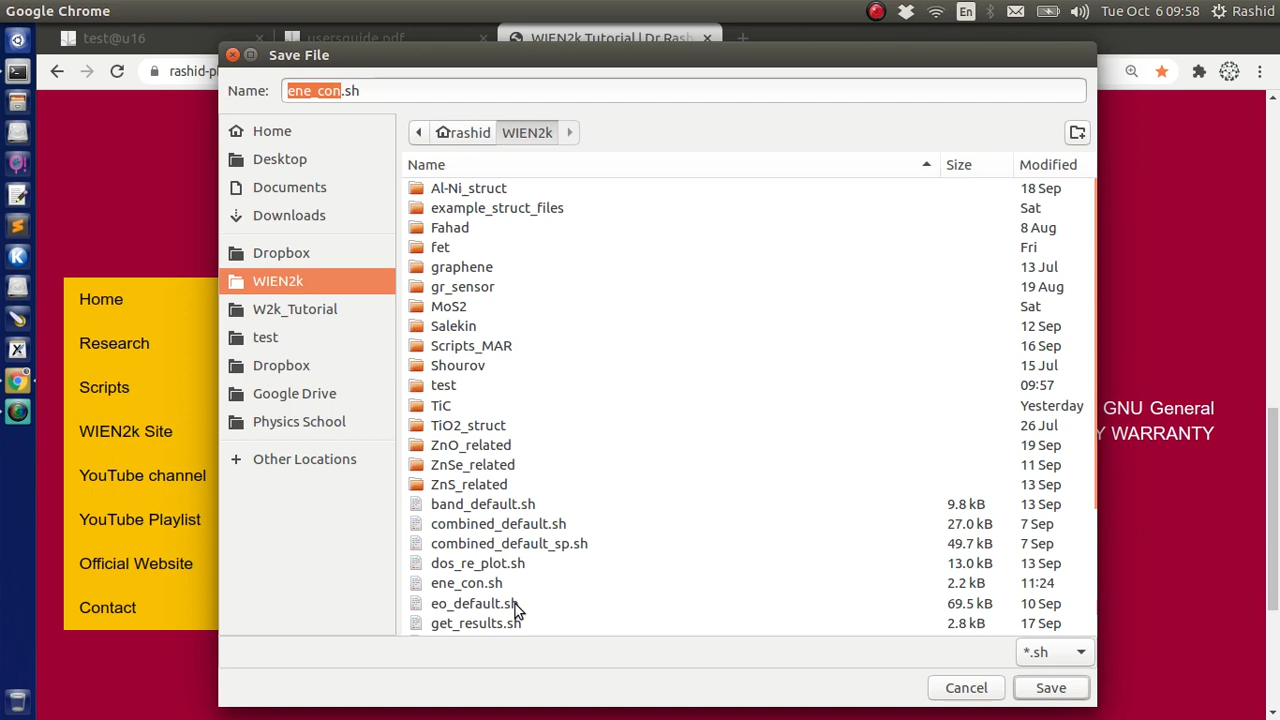 Google Chrome
En
Tue Oct 6 09:58
Rashid
test@u16
usersguide.pdf
WIEN2k Tutorial | Dr Rash
rashid-p
Save File
Name:
ene_con.sh
Home
Desktop
Documents
Downloads
Dropbox
WIEN2k
W2k_Tutorial
test
Dropbox
Google Drive
Physics School
Other Locations
rashid
WIEN2k
Name Size Modified
Al-Ni_struct 18 Sep
example_struct_files Sat
Fahad 8 Aug
fet Fri
graphene 13 Jul
gr_sensor 19 Aug
MoS2 Sat
Salekin 12 Sep
Scripts_MAR 16 Sep
Shourov 15 Jul
test 09:57
TiC Yesterday
TiO2_struct 26 Jul
ZnO_related 19 Sep
ZnSe_related 11 Sep
ZnS_related 13 Sep
band_default.sh 9.8 kB 13 Sep
combined_default.sh 27.0 kB 7 Sep
combined_default_sp.sh 49.7 kB 7 Sep
dos_re_plot.sh 13.0 kB 13 Sep
ene_con.sh 2.2 kB 11:24
eo_default.sh 69.5 kB 10 Sep
get_results.sh 2.8 kB 17 Sep
*.sh
Cancel
Save
Home
Research
Scripts
WIEN2k Site
YouTube channel
YouTube Playlist
Official Website
Contact
GNU General
Y WARRANTY